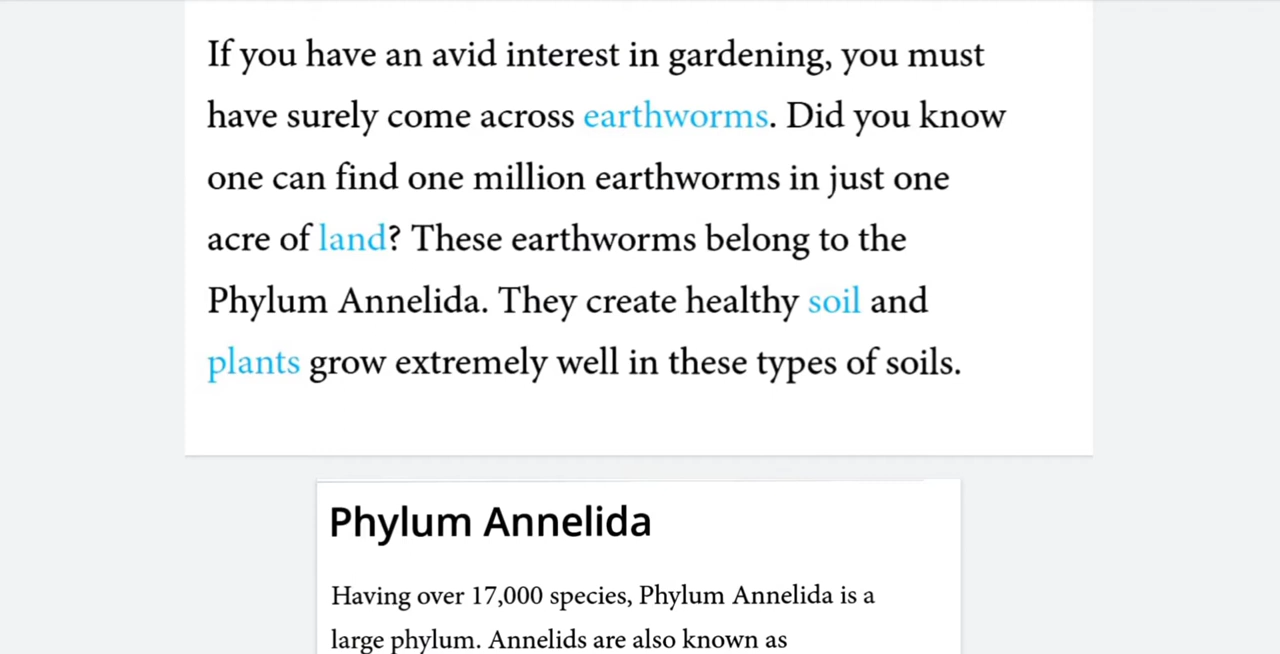 If you have an avid interest in gardening, you must
have surely come across earthworms. Did you know
one can find one million earthworms in just one
acre of land? These earthworms belong to the
Phylum Annelida. They create healthy soil and
plants grow extremely well in these types of soils.
Phylum Annelida
Having over 17,000 species, Phylum Annelida is a
large phylum. Annelids are also known as